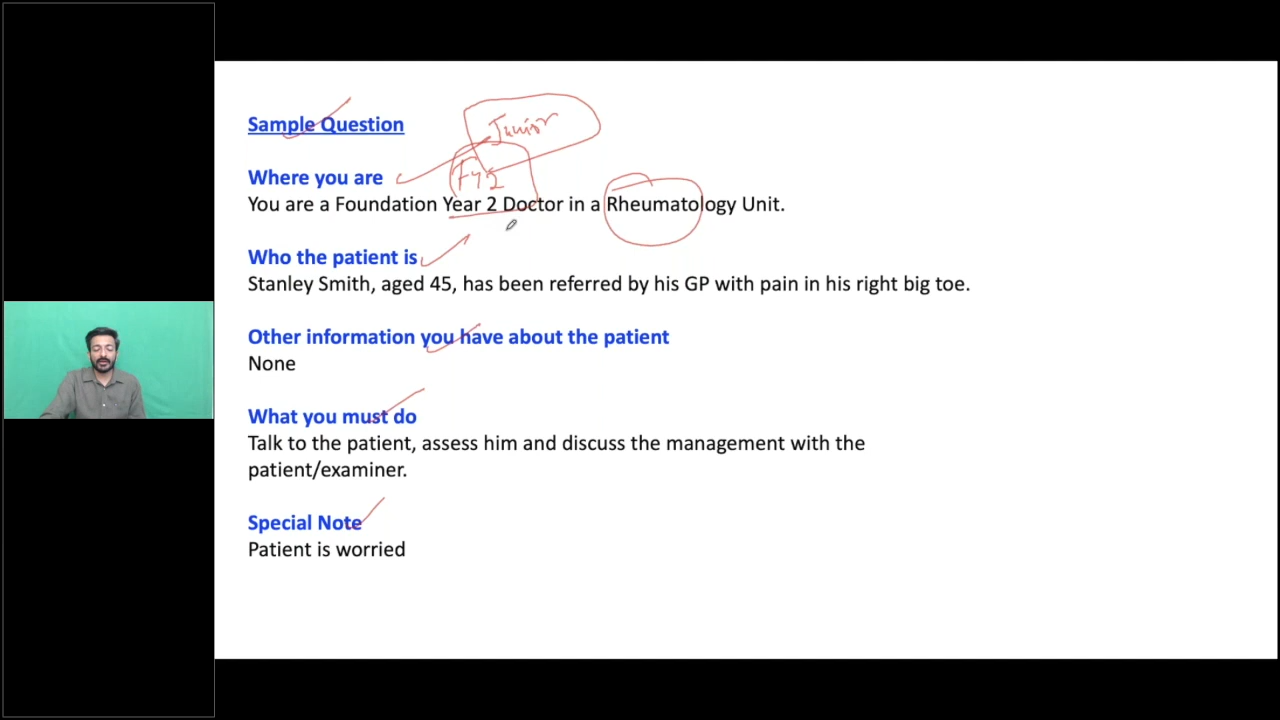 Sample Question
Junior
Where you are
Fy2
You are a Foundation Year 2 Doctor in a Rheumatology Unit.
Who the patient is
Stanley Smith, aged 45, has been referred by his GP with pain in his right big toe.
Other information you have about the patient
None
What you must do
Talk to the patient, assess him and discuss the management with the
patient/examiner.
Special Note
Patient is worried